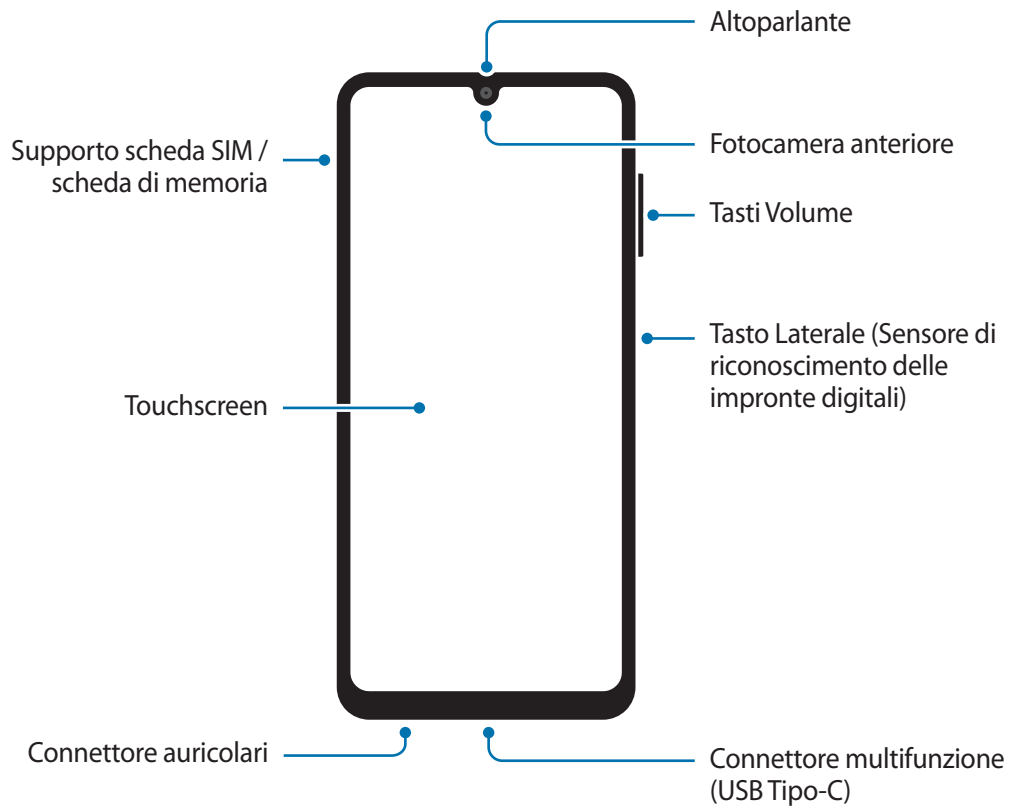 Altoparlante
Fotocamera anteriore
Supporto scheda SIM /
scheda di memoria
Tasti Volume
Tasto Laterale (Sensore di
riconoscimento delle
impronte digitali)
Touchscreen
Connettore auricolari
Connettore multifunzione
(USB Tipo-C)